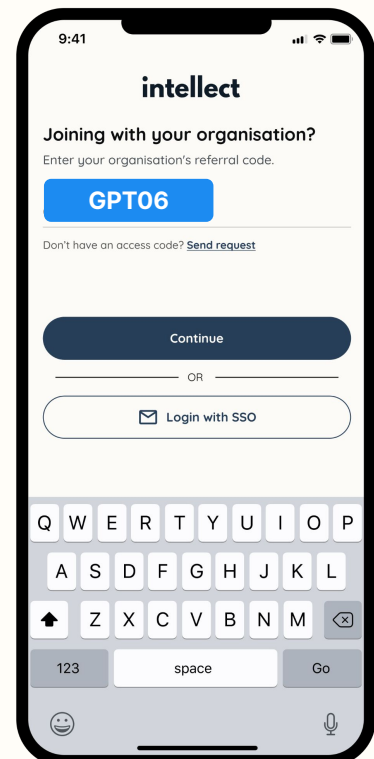 9:41
intellect
Joining with your organisation?
Enter your organisation's referral code.
GPT06
Don't have an access code? Send request
Continue
OR
Login with SSO
Q W E R T Y U I O P
A S D F G H J K L
Z X C V B N M
123 space Go